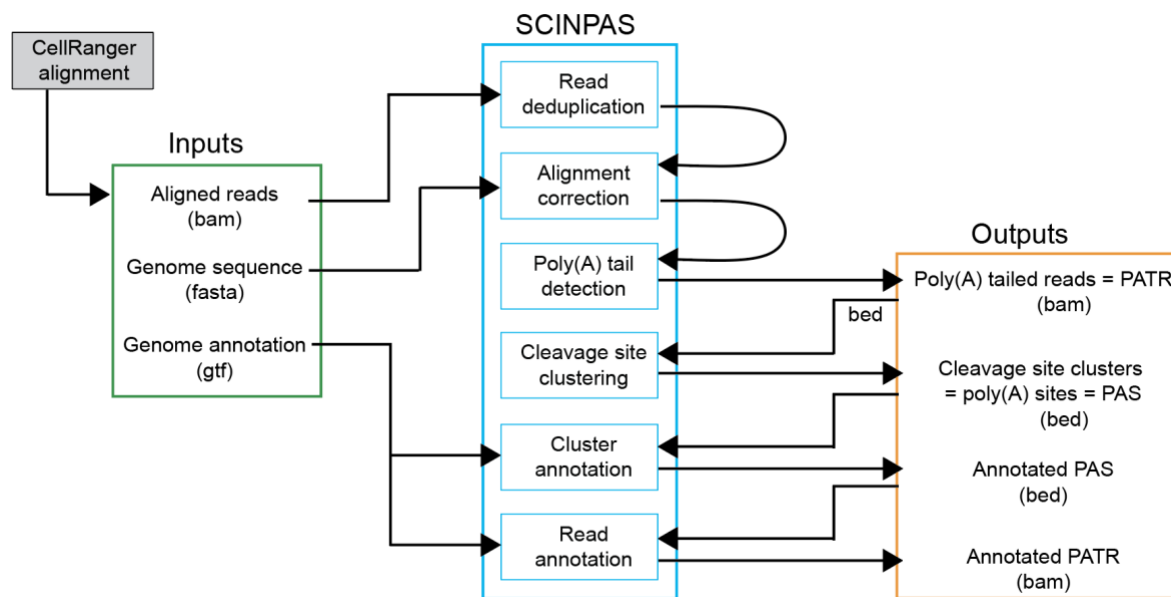 SCINPAS
CellRanger
alignment
Inputs
Aligned reads
(bam)
Genome sequence
(fasta)
Genome annotation
(gtf)
Read
deduplication
Alignment
correction
Poly(A) tail
detection
Cleavage site
clustering
Cluster
annotation
Read
annotation
bed
Outputs
Poly(A) tailed reads = PATR
(bam)
Cleavage site clusters
= poly(A) sites = PAS
(bed)
Annotated PAS
(bed)
Annotated PATR
(bam)